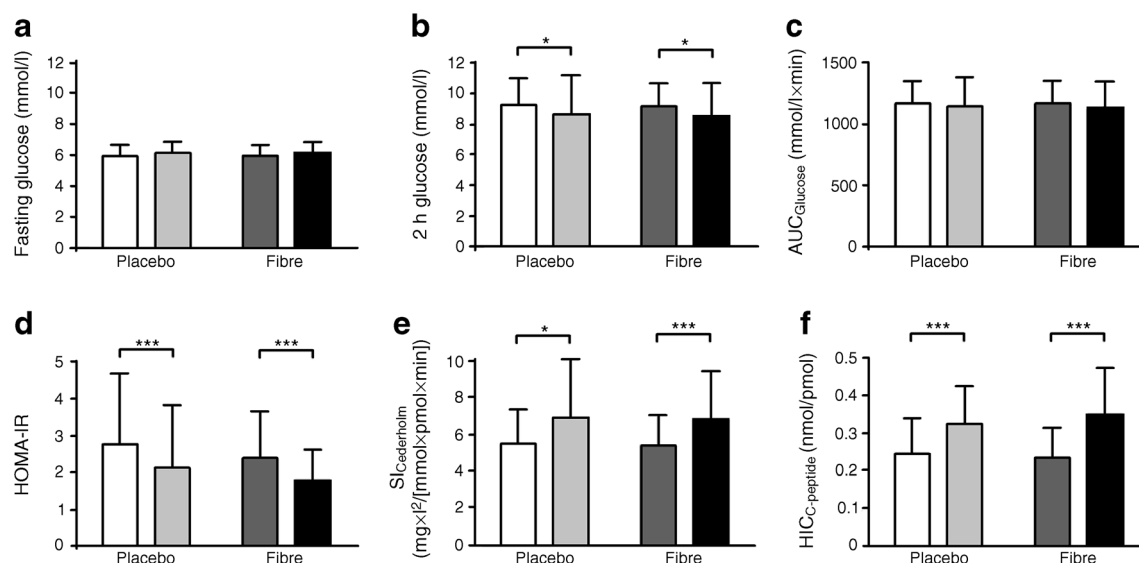 a
Fasting glucose (mmol/l)
12
10
8
6
4
2
0
Placebo Fibre
b
2 h glucose (mmol/l)
12
10
8
6
4
2
0
* *
Placebo Fibre
c
AUCGlucose (mmol/l×min)
1500
1000
500
0
Placebo Fibre
d
HOMA-IR
5
4
3
2
1
0
*** ***
Placebo Fibre
e
SICederholm
(mg×l²/[mmol×pmol×min])
10
8
6
4
2
0
* ***
Placebo Fibre
f
HICC-peptide (nmol/pmol)
0.5
0.4
0.3
0.2
0.1
0
*** ***
Placebo Fibre